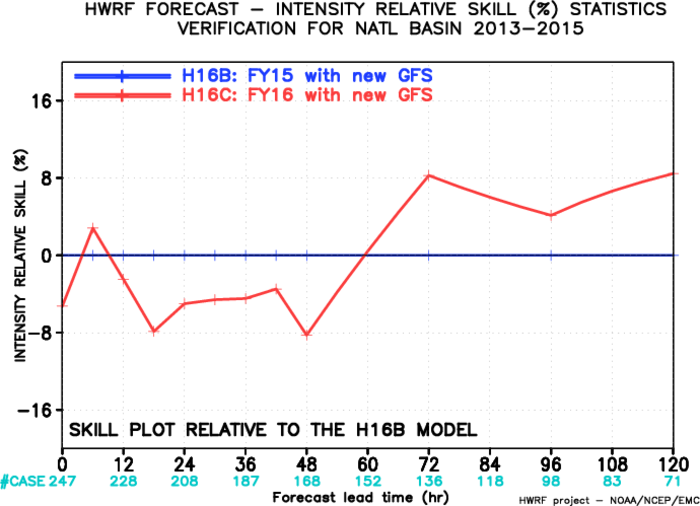 HWRF FORECAST – INTENSITY RELATIVE SKILL (%) STATISTICS
VERIFICATION FOR NATL BASIN 2013–2015
H16B: FY15 with new GFS
H16C: FY16 with new GFS
INTENSITY RELATIVE SKILL (%)
16
8
0
−8
−16
SKILL PLOT RELATIVE TO THE H16B MODEL
0 12 24 36 48 60 72 84 96 108 120
#CASE 247 228 208 187 168 152 136 118 98 83 71
Forecast lead time (hr)
HWRF project – NOAA/NCEP/EMC